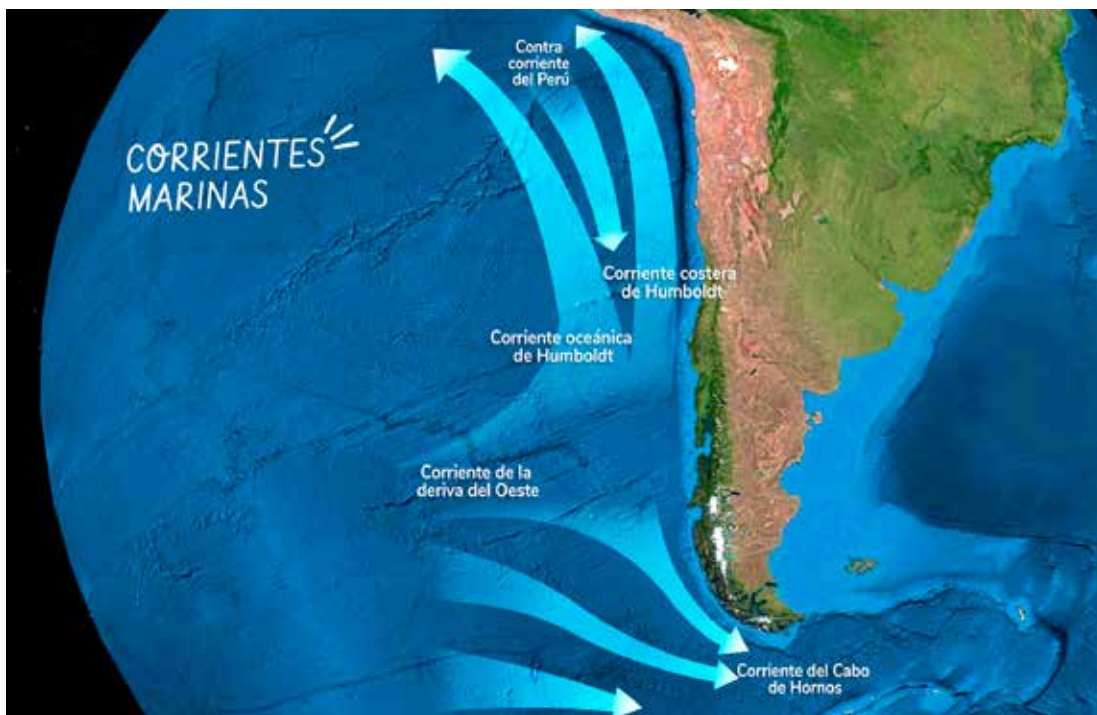 CORRIENTES
MARINAS
Contra
corriente
del Perú
Corriente costera
de Humboldt
Corriente oceánica
de Humboldt
Corriente de la
deriva del Oeste
Corriente del Cabo
de Hornos